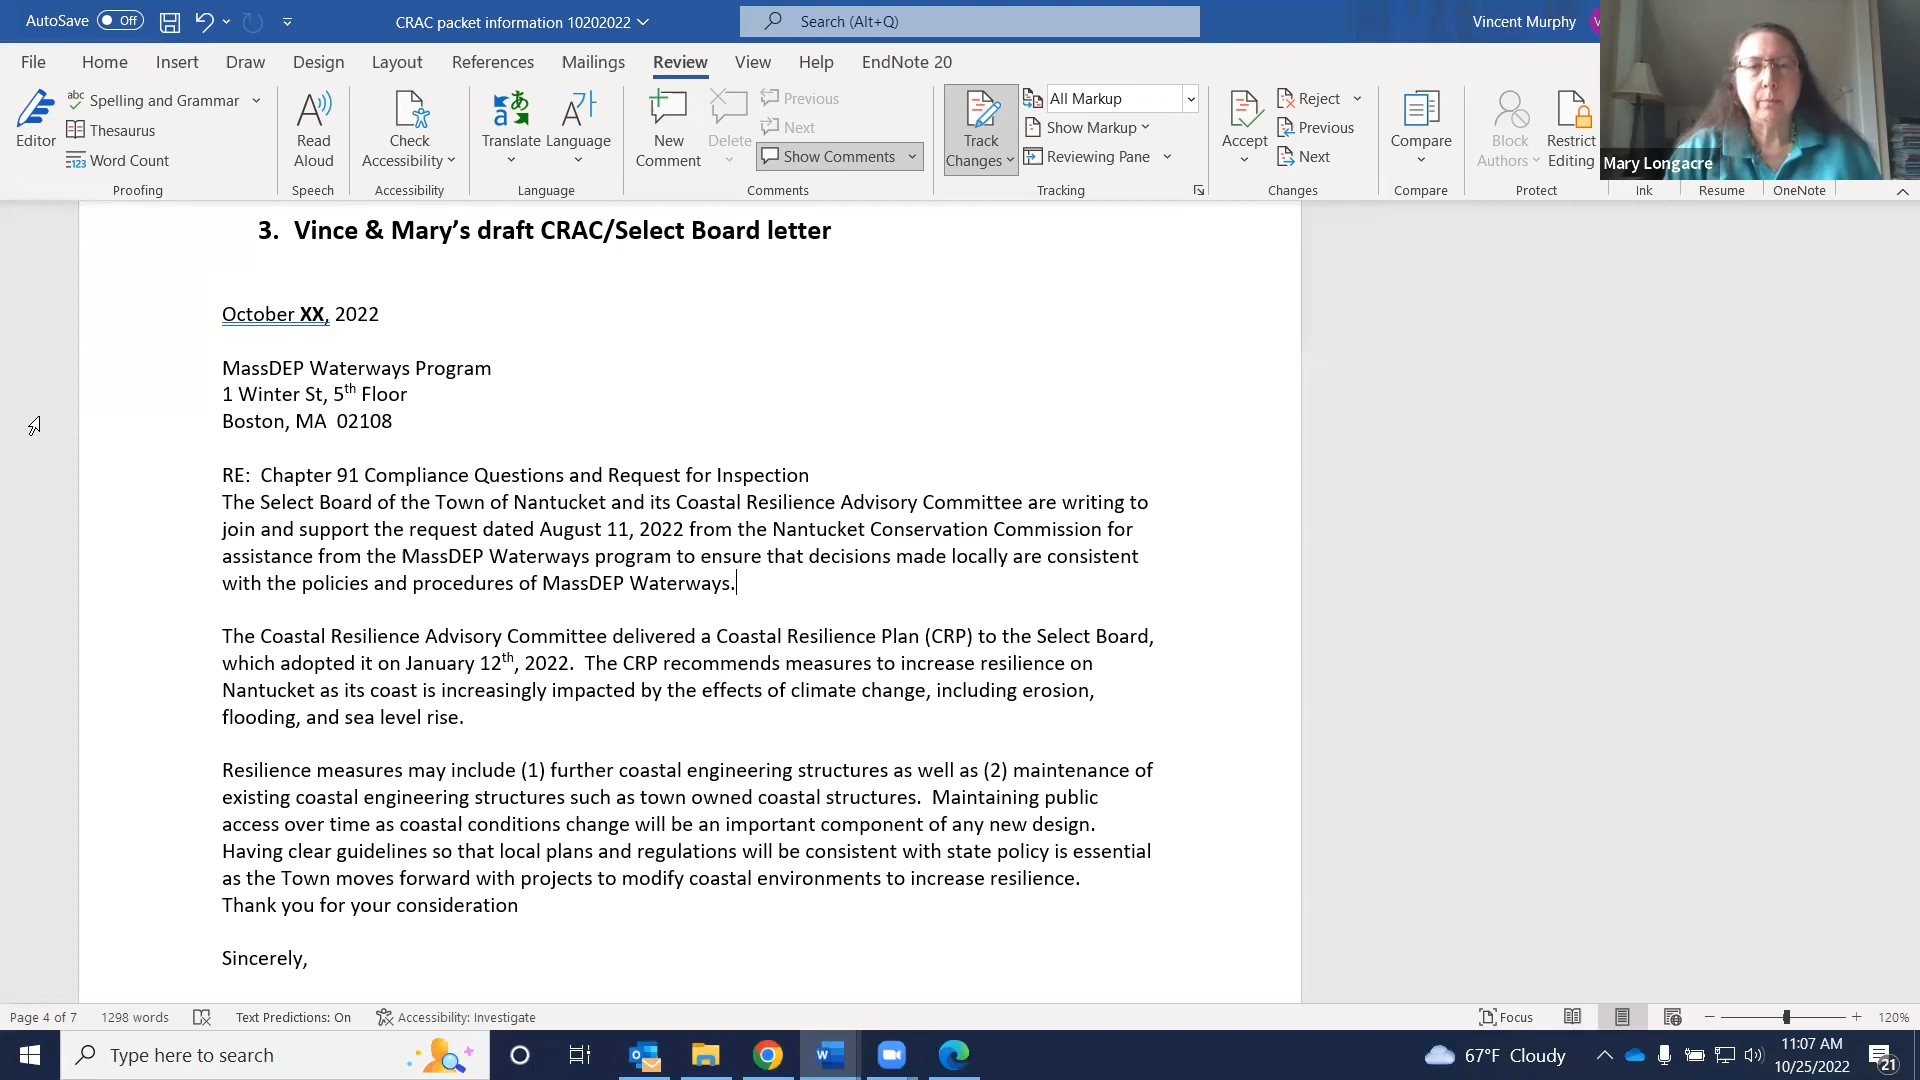 AutoSave Off CRAC packet information 10202022 Search (Alt+Q) Vincent Murphy
File Home Insert Draw Design Layout References Mailings Review View Help EndNote 20
Editor
abc Spelling and Grammar
Thesaurus
123 Word Count
Proofing
Read
Aloud
Speech
Check
Accessibility
Accessibility
Translate
Language
Language
New
Comment
Delete
Previous
Next
Show Comments
Comments
Track
Changes
All Markup
Show Markup
Reviewing Pane
Tracking
Accept
Reject
Previous
Next
Changes
Compare
Compare
Block
Authors
Restrict
Editing
Protect
Ink
Resume
OneNote
Mary Longacre
3. Vince & Mary’s draft CRAC/Select Board letter
October XX, 2022
MassDEP Waterways Program
1 Winter St, 5th Floor
Boston, MA 02108
RE: Chapter 91 Compliance Questions and Request for Inspection
The Select Board of the Town of Nantucket and its Coastal Resilience Advisory Committee are writing to
join and support the request dated August 11, 2022 from the Nantucket Conservation Commission for
assistance from the MassDEP Waterways program to ensure that decisions made locally are consistent
with the policies and procedures of MassDEP Waterways.
The Coastal Resilience Advisory Committee delivered a Coastal Resilience Plan (CRP) to the Select Board,
which adopted it on January 12th, 2022. The CRP recommends measures to increase resilience on
Nantucket as its coast is increasingly impacted by the effects of climate change, including erosion,
flooding, and sea level rise.
Resilience measures may include (1) further coastal engineering structures as well as (2) maintenance of
existing coastal engineering structures such as town owned coastal structures. Maintaining public
access over time as coastal conditions change will be an important component of any new design.
Having clear guidelines so that local plans and regulations will be consistent with state policy is essential
as the Town moves forward with projects to modify coastal environments to increase resilience.
Thank you for your consideration
Sincerely,
Page 4 of 7 1298 words Text Predictions: On Accessibility: Investigate Focus 120%
Type here to search 67°F Cloudy 11:07 AM
10/25/2022 21